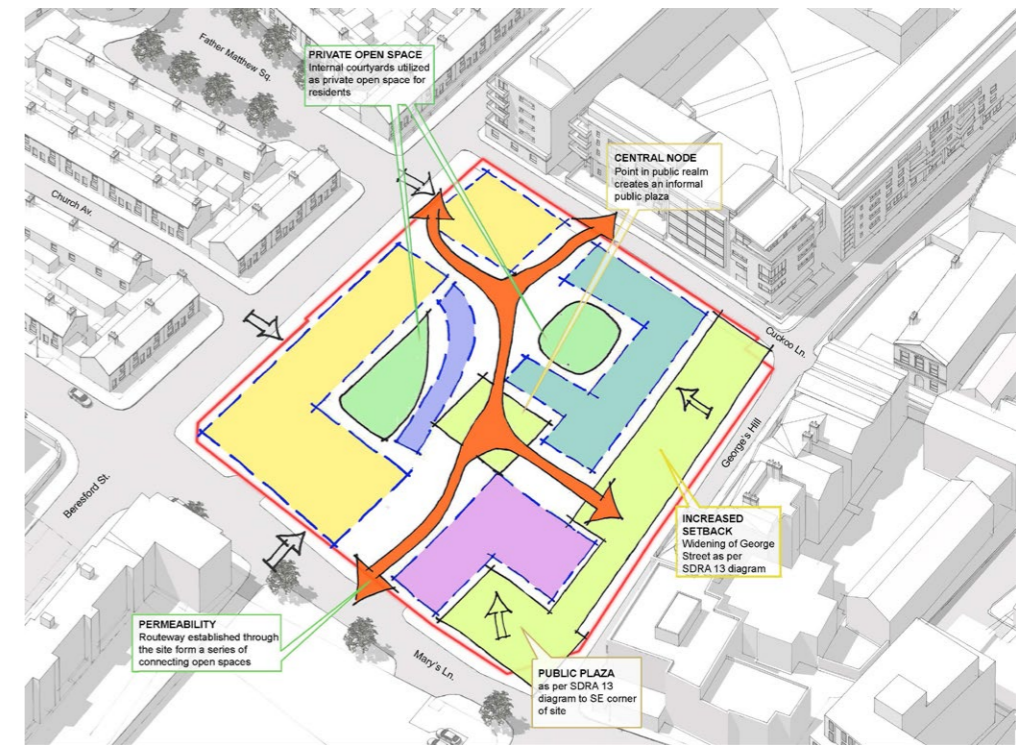 Father Matthew Sq.
PRIVATE OPEN SPACE
Internal courtyards utilized
as private open space for
residents
CENTRAL NODE
Point in public realm
creates an informal
public plaza
Church Av.
Cuckoo Ln.
George's Hill
Beresford St.
INCREASED
SETBACK
Widening of George
Street as per
SDRA 13 diagram
PERMEABILITY
Routeway established through
the site form a series of
connecting open spaces
Mary's Ln.
PUBLIC PLAZA
as per SDRA 13
diagram to SE corner
of site